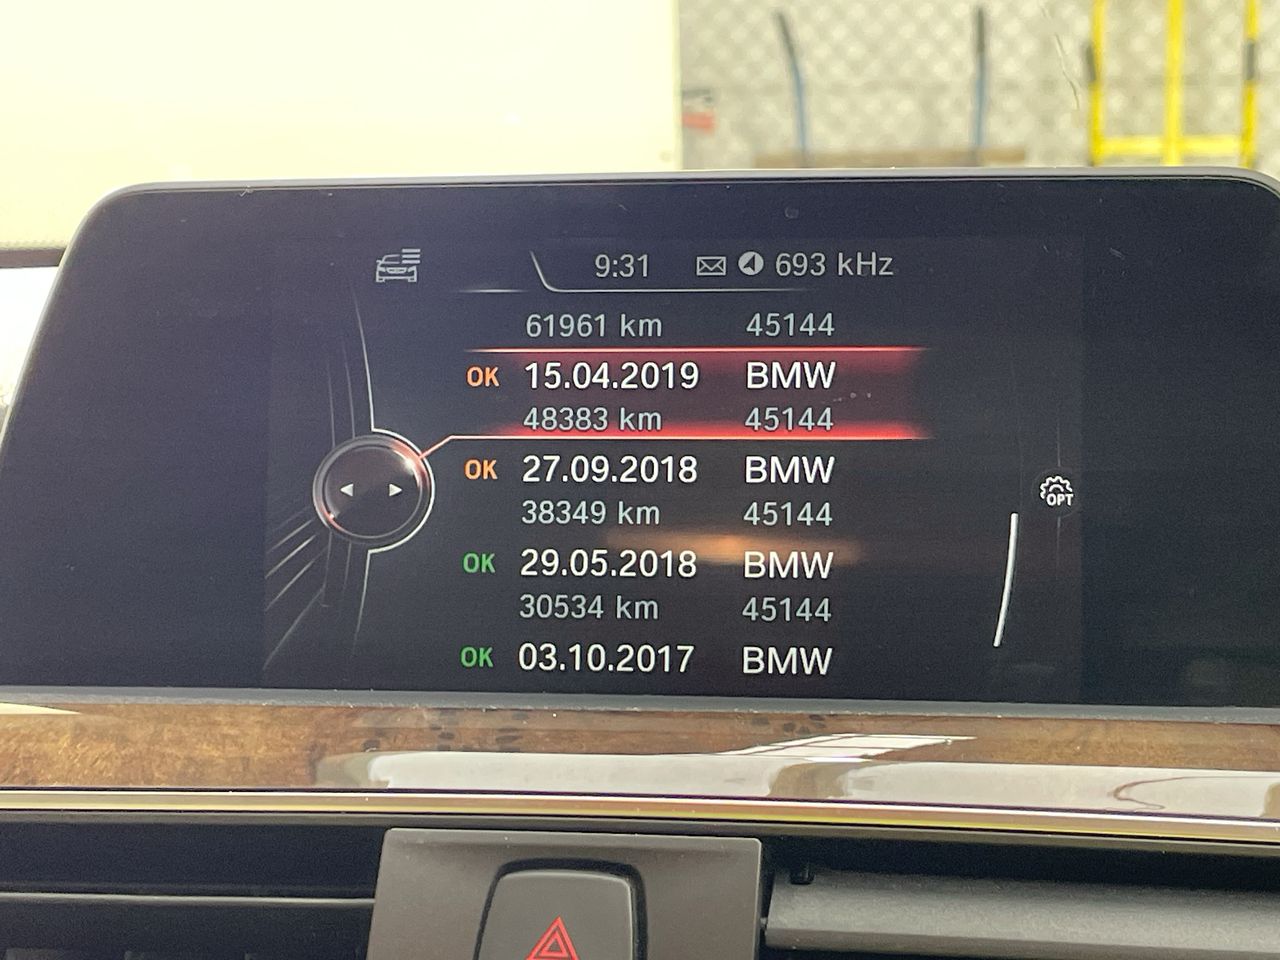 9:31 693 kHz
61961 km 45144
OK 15.04.2019 BMW
48383 km 45144
OK 27.09.2018 BMW
38349 km 45144
OK 29.05.2018 BMW
30534 km 45144
OK 03.10.2017 BMW
OPT